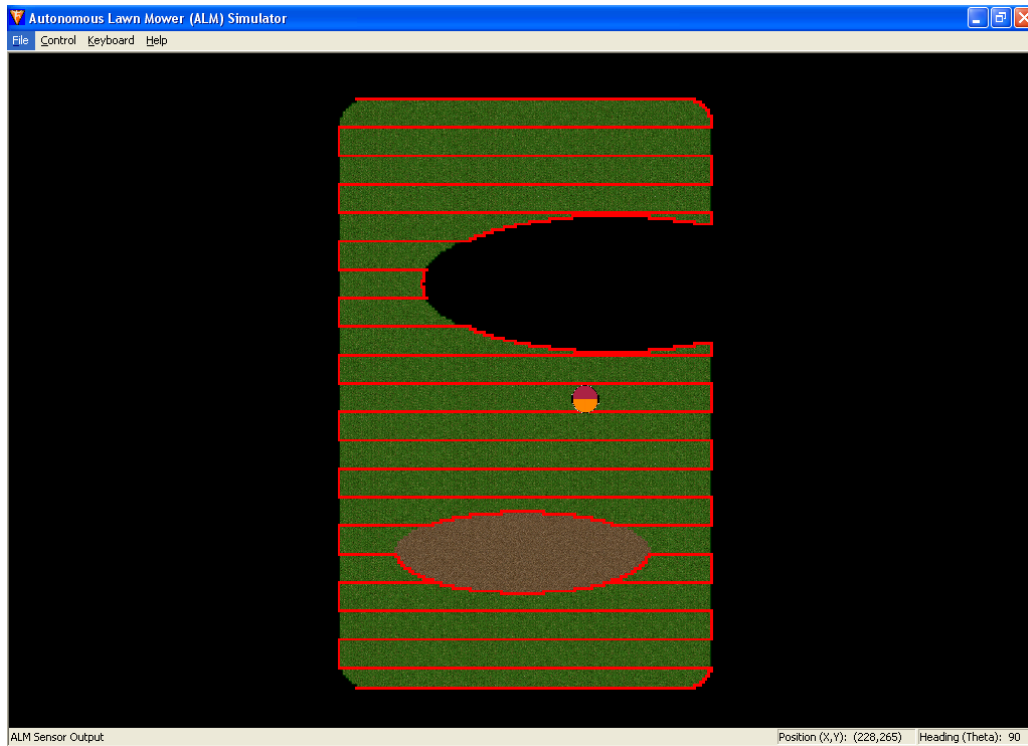 Autonomous Lawn Mower (ALM) Simulator
File Control Keyboard Help
ALM Sensor Output Position (X,Y): (228,265) Heading (Theta): 90